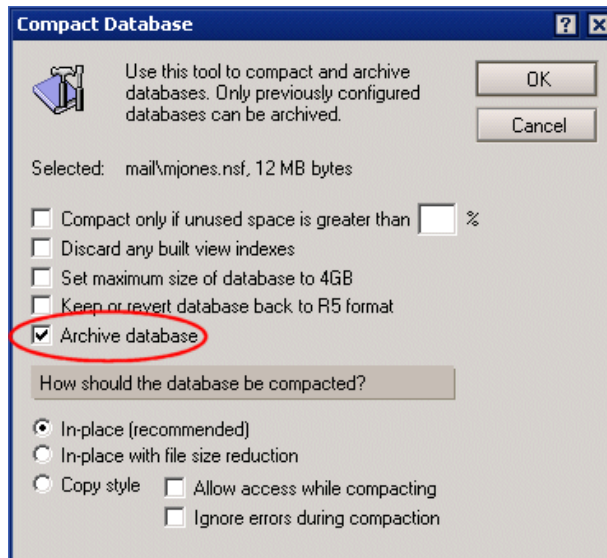 Compact Database
Use this tool to compact and archive
databases. Only previously configured
databases can be archived.
OK
Cancel
Selected: mail\mjones.nsf, 12 MB bytes
Compact only if unused space is greater than %
Discard any built view indexes
Set maximum size of database to 4GB
Keep or revert database back to R5 format
Archive database
How should the database be compacted?
In-place (recommended)
In-place with file size reduction
Copy style Allow access while compacting
Ignore errors during compaction